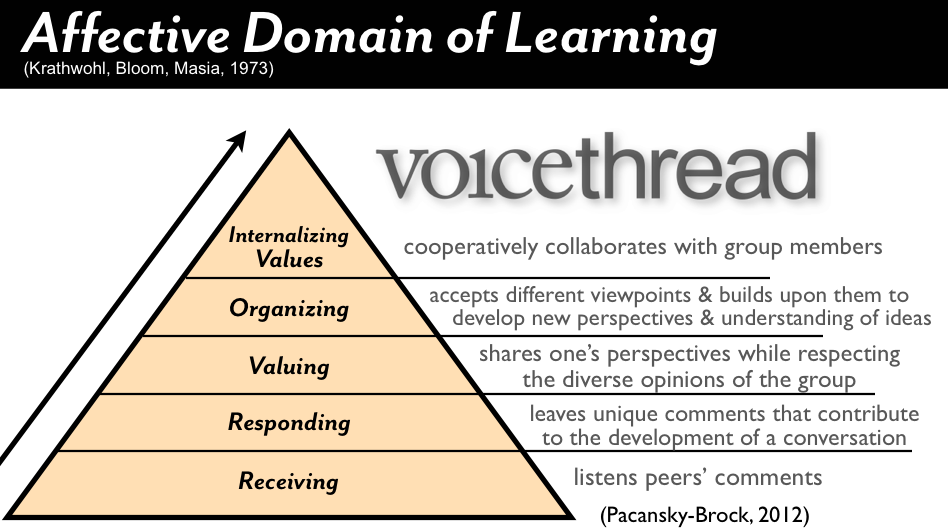 Affective Domain of Learning
(Krathwohl, Bloom, Masia, 1973)
voicethread
Internalizing
Values
cooperatively collaborates with group members
Organizing
accepts different viewpoints & builds upon them to
develop new perspectives & understanding of ideas
Valuing
shares one's perspectives while respecting
the diverse opinions of the group
Responding
leaves unique comments that contribute
to the development of a conversation
Receiving
listens peers' comments
(Pacansky-Brock, 2012)